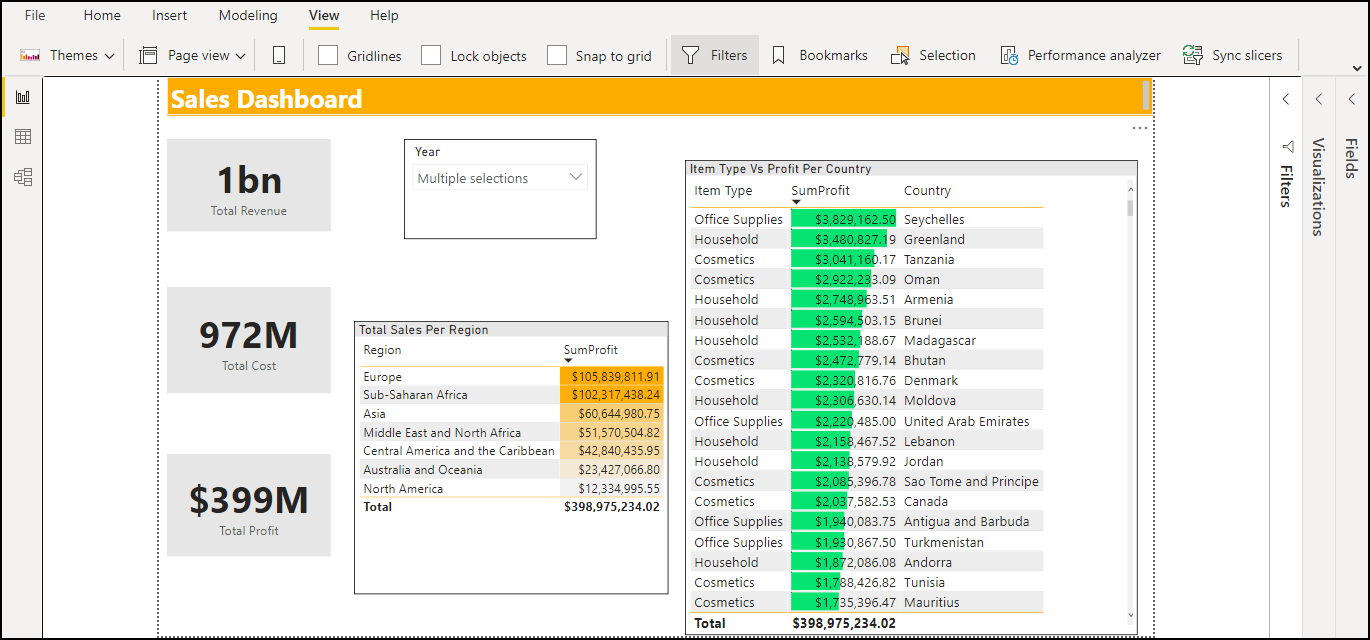 File Home Insert Modeling View Help
Themes Page view Gridlines Lock objects Snap to grid Filters Bookmarks Selection Performance analyzer Sync slicers
Sales Dashboard
1bn
Total Revenue
972M
Total Cost
$399M
Total Profit
Year
Multiple selections
Total Sales Per Region
Region SumProfit
Europe $105,839,811.91
Sub-Saharan Africa $102,317,438.24
Asia $60,644,980.75
Middle East and North Africa $51,570,504.82
Central America and the Caribbean $42,840,435.95
Australia and Oceania $23,427,066.80
North America $12,334,995.55
Total $398,975,234.02
Item Type Vs Profit Per Country
Item Type SumProfit Country
Office Supplies $3,829,162.50 Seychelles
Household $3,480,827.19 Greenland
Cosmetics $3,041,160.17 Tanzania
Cosmetics $2,922,233.09 Oman
Household $2,748,963.51 Armenia
Household $2,594,503.15 Brunei
Household $2,532,188.67 Madagascar
Cosmetics $2,472,779.14 Bhutan
Cosmetics $2,320,816.76 Denmark
Household $2,306,630.14 Moldova
Office Supplies $2,220,485.00 United Arab Emirates
Household $2,158,467.52 Lebanon
Household $2,138,579.92 Jordan
Cosmetics $2,085,396.78 Sao Tome and Principe
Cosmetics $2,037,582.53 Canada
Office Supplies $1,940,083.75 Antigua and Barbuda
Office Supplies $1,930,867.50 Turkmenistan
Household $1,872,086.08 Andorra
Cosmetics $1,788,426.82 Tunisia
Cosmetics $1,735,396.47 Mauritius
Total $398,975,234.02
Filters
Visualizations
Fields